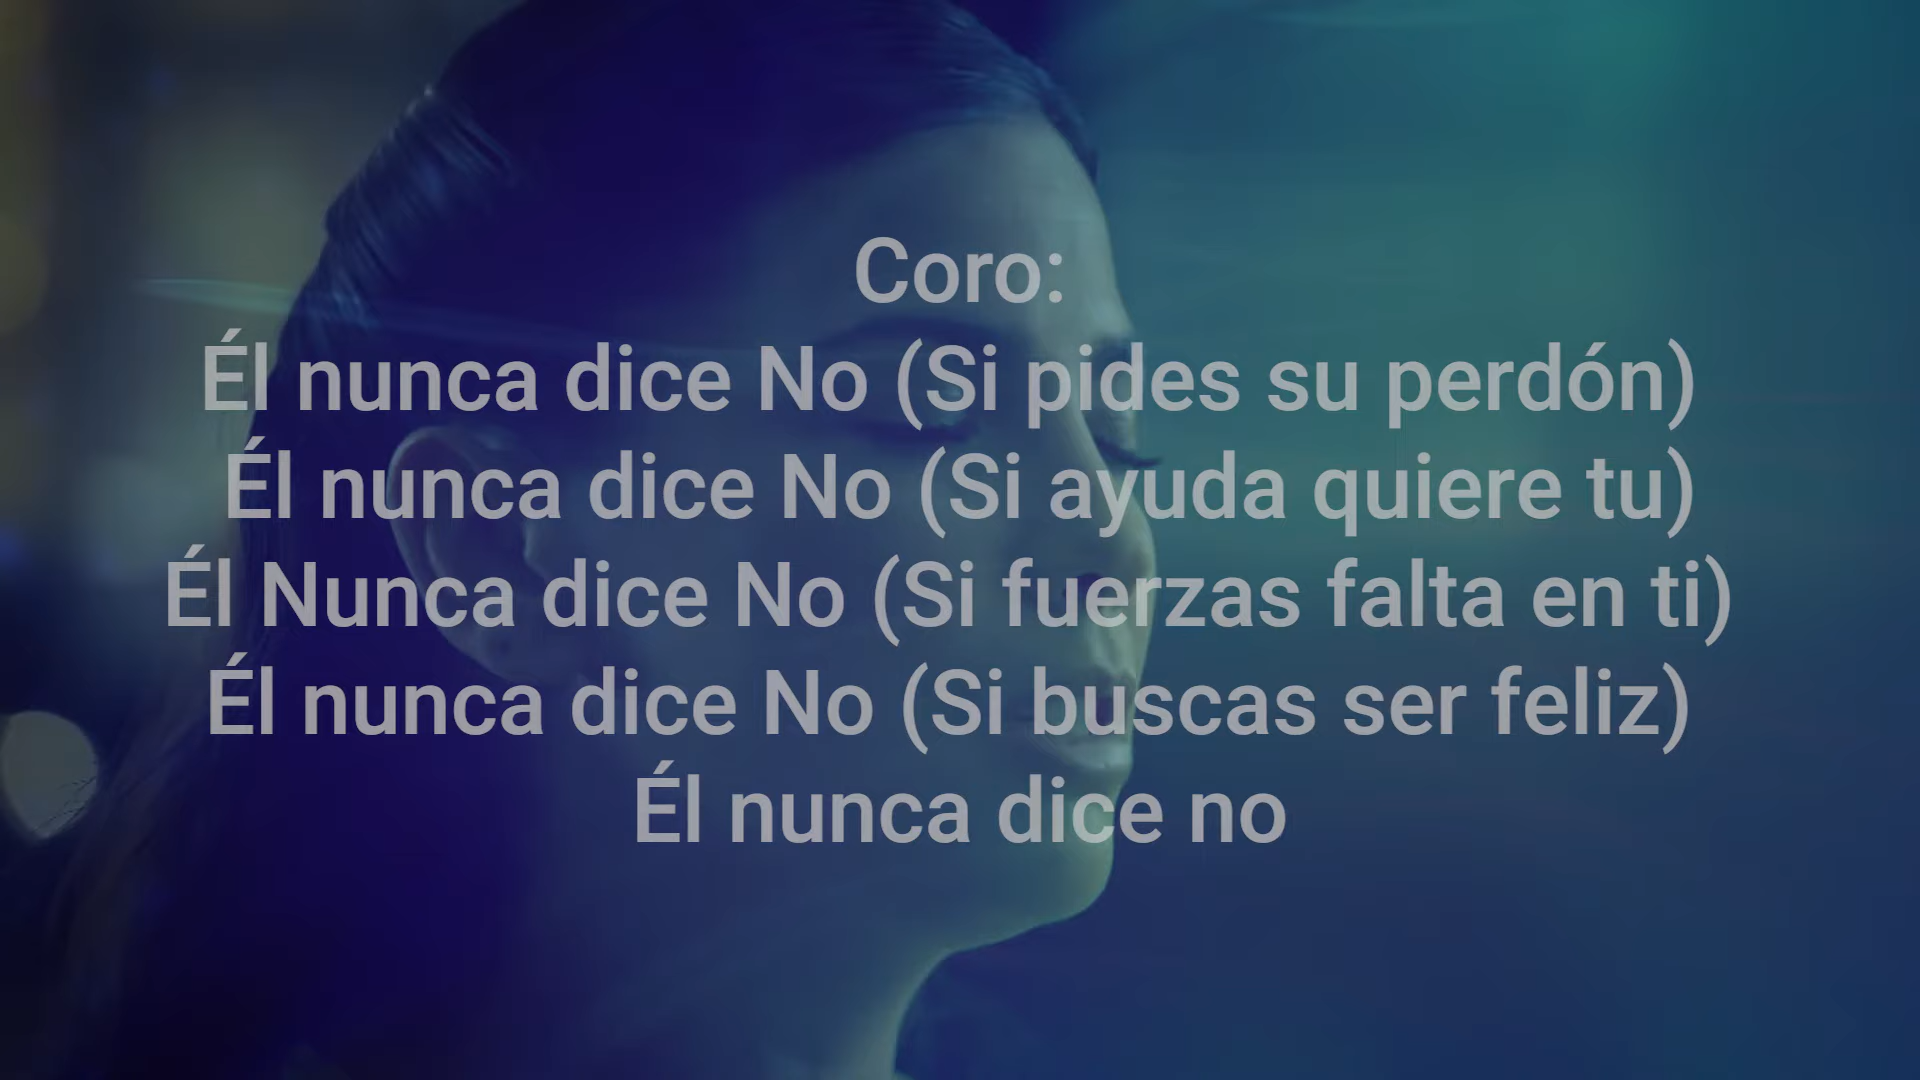 Coro:
Él nunca dice No (Si pides su perdón)
Él nunca dice No (Si ayuda quiere tu)
Él Nunca dice No (Si fuerzas falta en ti)
Él nunca dice No (Si buscas ser feliz)
Él nunca dice no